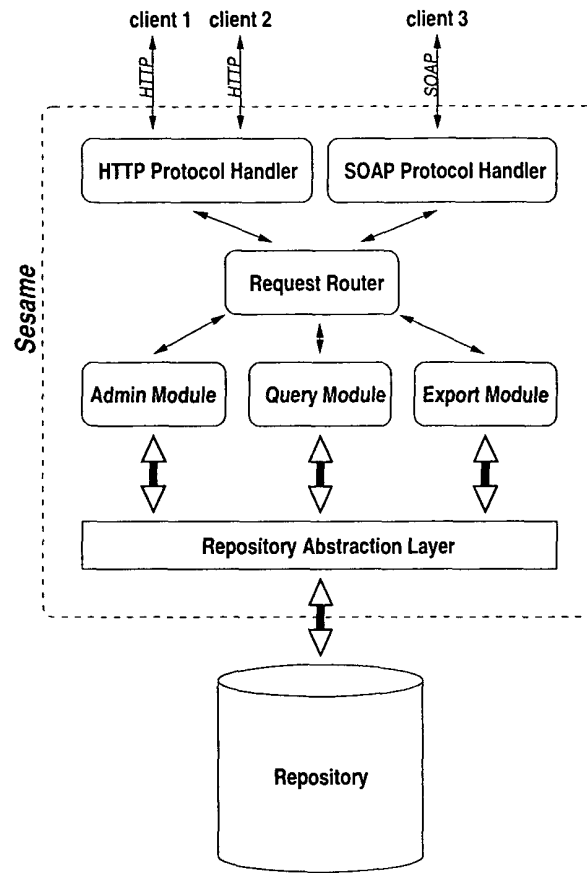 client 1 client 2 client 3
HTTP HTTP SOAP
HTTP Protocol Handler SOAP Protocol Handler
Request Router
Sesame
Admin Module Query Module Export Module
Repository Abstraction Layer
Repository